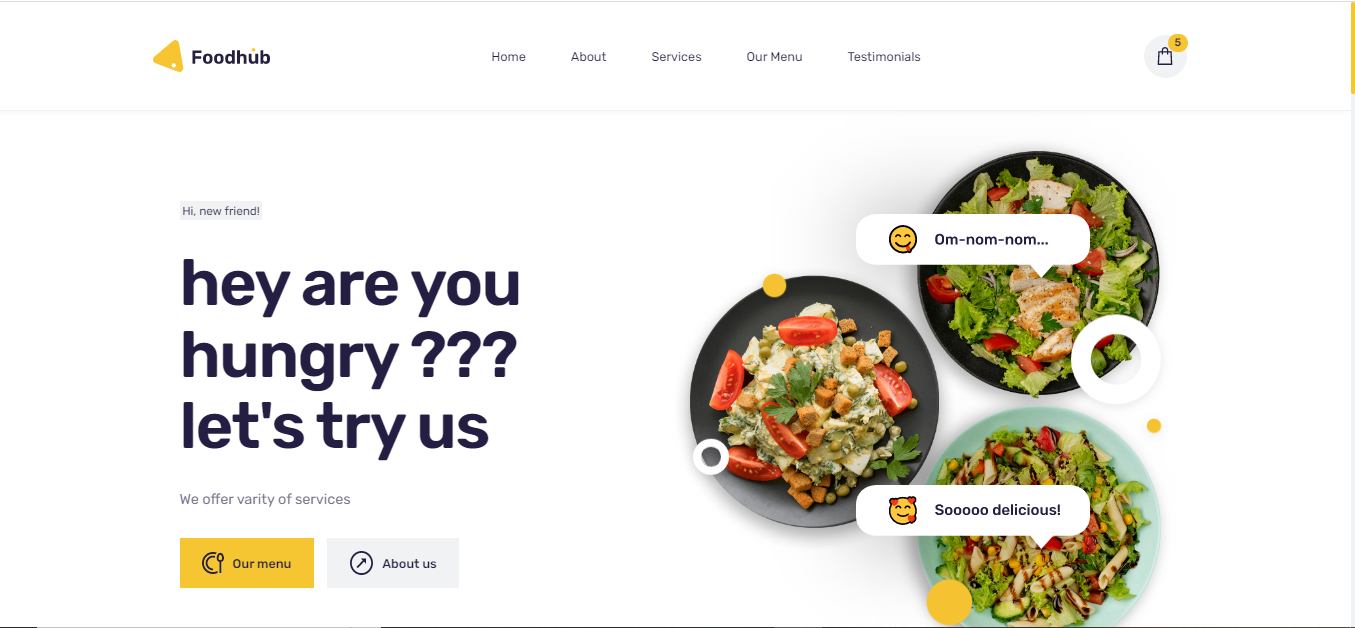 Foodhub
Home
About
Services
Our Menu
Testimonials
5
Hi, new friend!
hey are you
hungry ???
let's try us
We offer varity of services
Our menu
About us
Om-nom-nom...
Sooooo delicious!